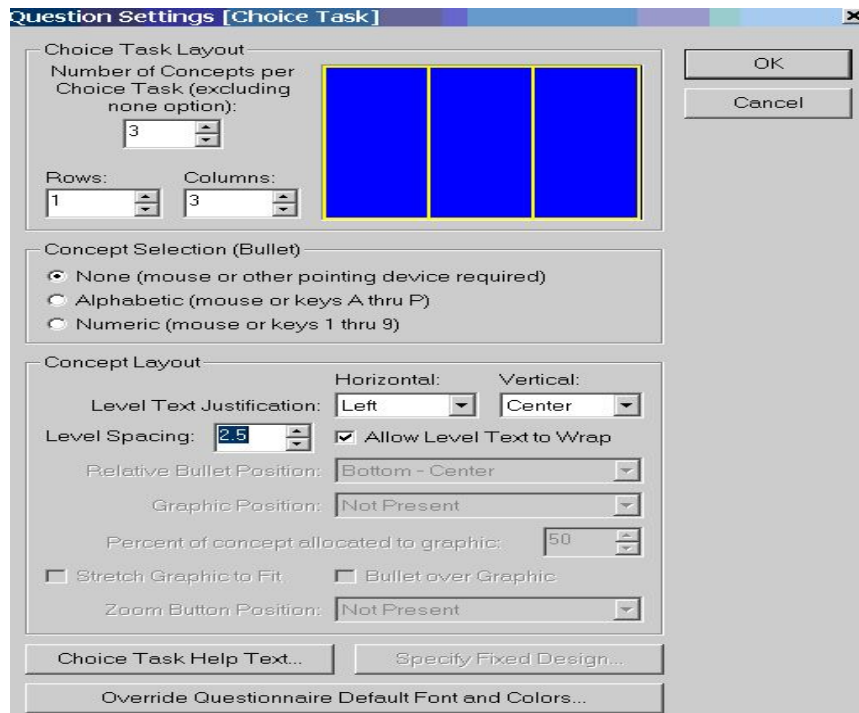 Question Settings [Choice Task]
Choice Task Layout
Number of Concepts per
Choice Task (excluding
none option):
3
Rows: Columns:
1 3
OK
Cancel
Concept Selection (Bullet)
None (mouse or other pointing device required)
Alphabetic (mouse or keys A thru P)
Numeric (mouse or keys 1 thru 9)
Concept Layout
Horizontal: Vertical:
Level Text Justification: Left Center
Level Spacing: 2.5 Allow Level Text to Wrap
Relative Bullet Position: Bottom - Center
Graphic Position: Not Present
Percent of concept allocated to graphic: 50
Stretch Graphic to Fit Bullet over Graphic
Zoom Button Position: Not Present
Choice Task Help Text... Specify Fixed Design...
Override Questionnaire Default Font and Colors...